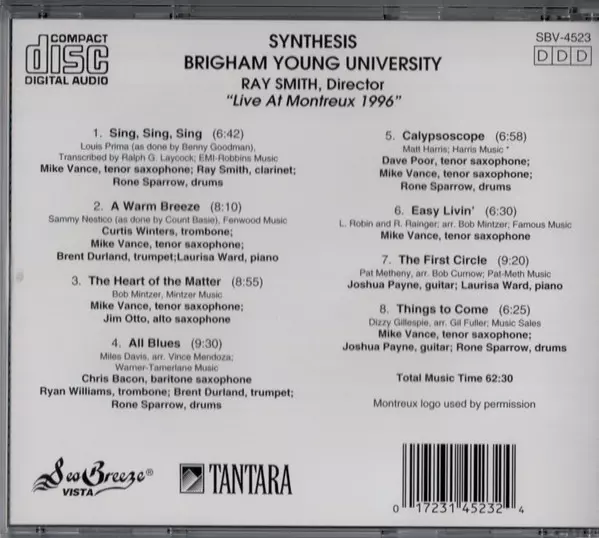 COMPACT
disc
DIGITAL AUDIO
SYNTHESIS
BRIGHAM YOUNG UNIVERSITY
RAY SMITH, Director
"Live At Montreux 1996"
SBV-4523
D D D
1. Sing, Sing, Sing (6:42)
Louis Prima (as done by Benny Goodman),
Transcribed by Ralph G. Laycock; EMI-Robbins Music
Mike Vance, tenor saxophone; Ray Smith, clarinet;
Rone Sparrow, drums
2. A Warm Breeze (8:10)
Sammy Nestico (as done by Count Basie), Fenwood Music
Curtis Winters, trombone;
Mike Vance, tenor saxophone;
Brent Durland, trumpet;Laurisa Ward, piano
3. The Heart of the Matter (8:55)
Bob Mintzer, Mintzer Music
Mike Vance, tenor saxophone;
Jim Otto, alto saxophone
4. All Blues (9:30)
Miles Davis, arr. Vince Mendoza;
Warner-Tamerlane Music
Chris Bacon, baritone saxophone
Ryan Williams, trombone; Brent Durland, trumpet;
Rone Sparrow, drums
5. Calypsoscope (6:58)
Matt Harris; Harris Music *
Dave Poor, tenor saxophone;
Mike Vance, tenor saxophone;
Rone Sparrow, drums
6. Easy Livin' (6:30)
L. Robin and R. Rainger; arr. Bob Mintzer; Famous Music
Mike Vance, tenor saxophone
7. The First Circle (9:20)
Pat Metheny, arr. Bob Curnow; Pat-Meth Music
Joshua Payne, guitar; Laurisa Ward, piano
8. Things to Come (6:25)
Dizzy Gillespie, arr. Gil Fuller; Music Sales
Mike Vance, tenor saxophone;
Joshua Payne, guitar; Rone Sparrow, drums
Total Music Time 62:30
Montreux logo used by permission
Sea Breeze®
VISTA
TANTARA
0 17231 45232 4